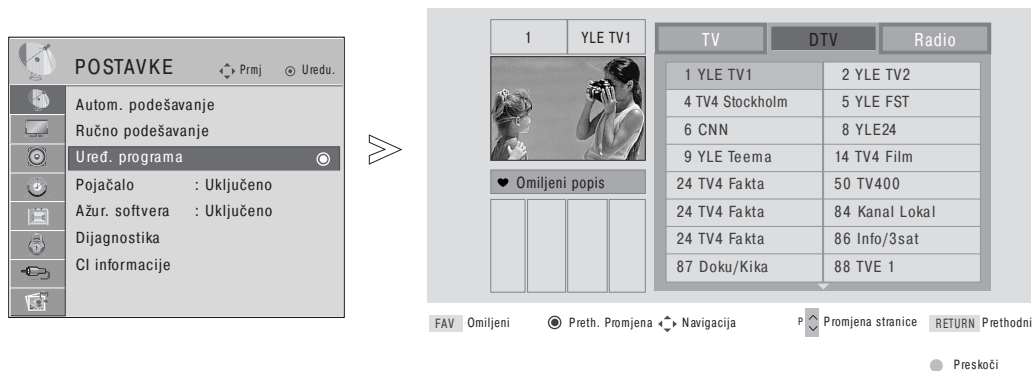 POSTAVKE Prmj Uredu.
Autom. podešavanje
Ručno podešavanje
Uređ. programa
Pojačalo : Uključeno
Ažur. softvera : Uključeno
Dijagnostika
CI informacije
1 YLE TV1
Omiljeni popis
TV DTV Radio
1 YLE TV1 2 YLE TV2
4 TV4 Stockholm 5 YLE FST
6 CNN 8 YLE24
9 YLE Teema 14 TV4 Film
24 TV4 Fakta 50 TV400
24 TV4 Fakta 84 Kanal Lokal
24 TV4 Fakta 86 Info/3sat
87 Doku/Kika 88 TVE 1
FAV Omiljeni Preth. Promjena Navigacija P Promjena stranice RETURN Prethodni
Preskoči